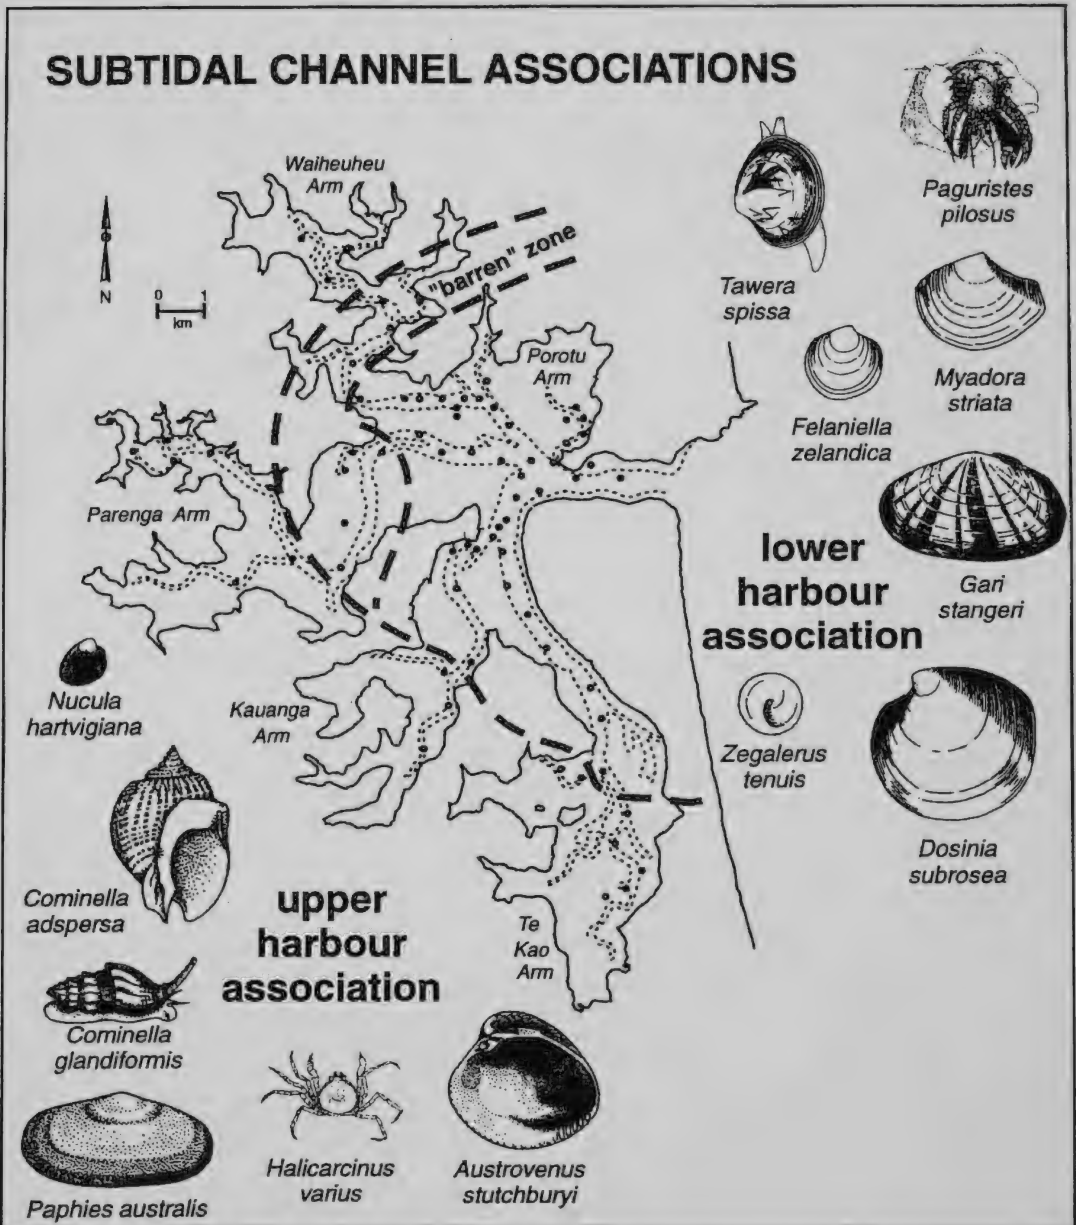 SUBTIDAL CHANNEL ASSOCIATIONS
Waiheuheu
Arm
N
0 1
km
"barren" zone
Porotu
Arm
Parenga Arm
Kauanga
Arm
Te
Kao
Arm
Paguristes
pilosus
Tawera
spissa
Myadora
striata
Felaniella
zelandica
lower
harbour
association
Gari
stangeri
Zegalerus
tenuis
Dosinia
subrosea
Nucula
hartvigiana
Cominella
adspersa
upper
harbour
association
Cominella
glandiformis
Paphies australis
Halicarcinus
varius
Austrovenus
stutchburyi